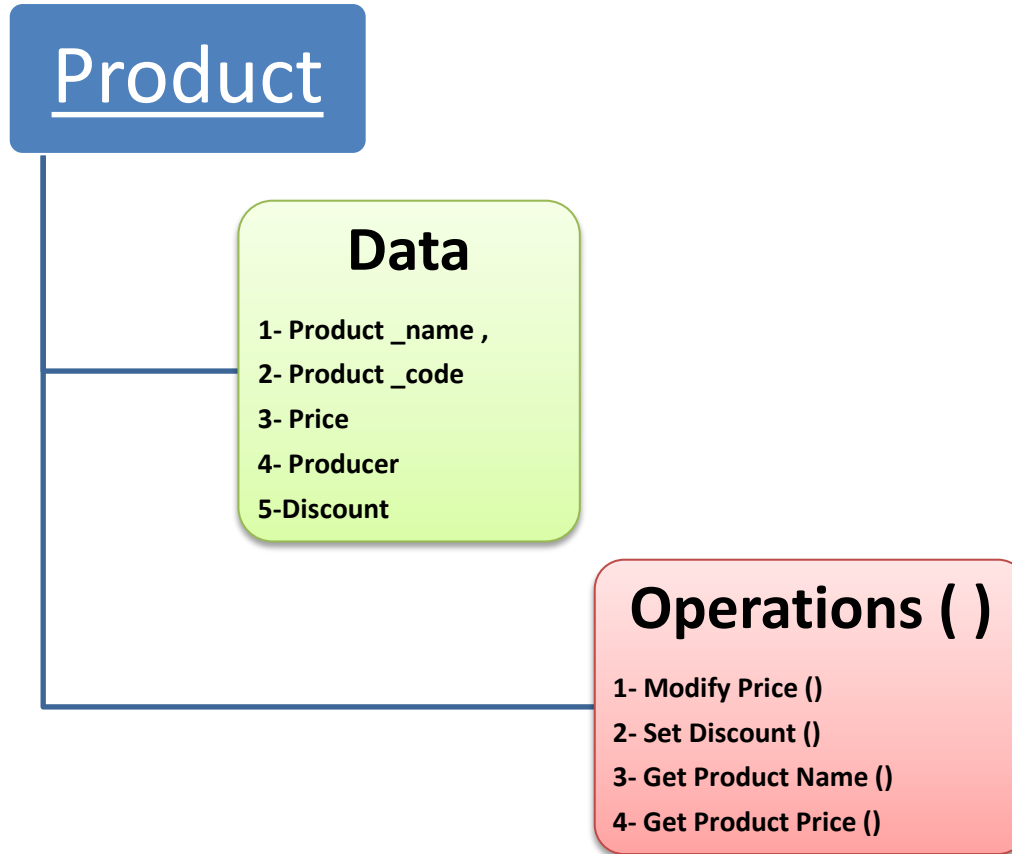 Product
Data
1- Product _name ,
2- Product _code
3- Price
4- Producer
5-Discount
Operations ( )
1- Modify Price ()
2- Set Discount ()
3- Get Product Name ()
4- Get Product Price ()